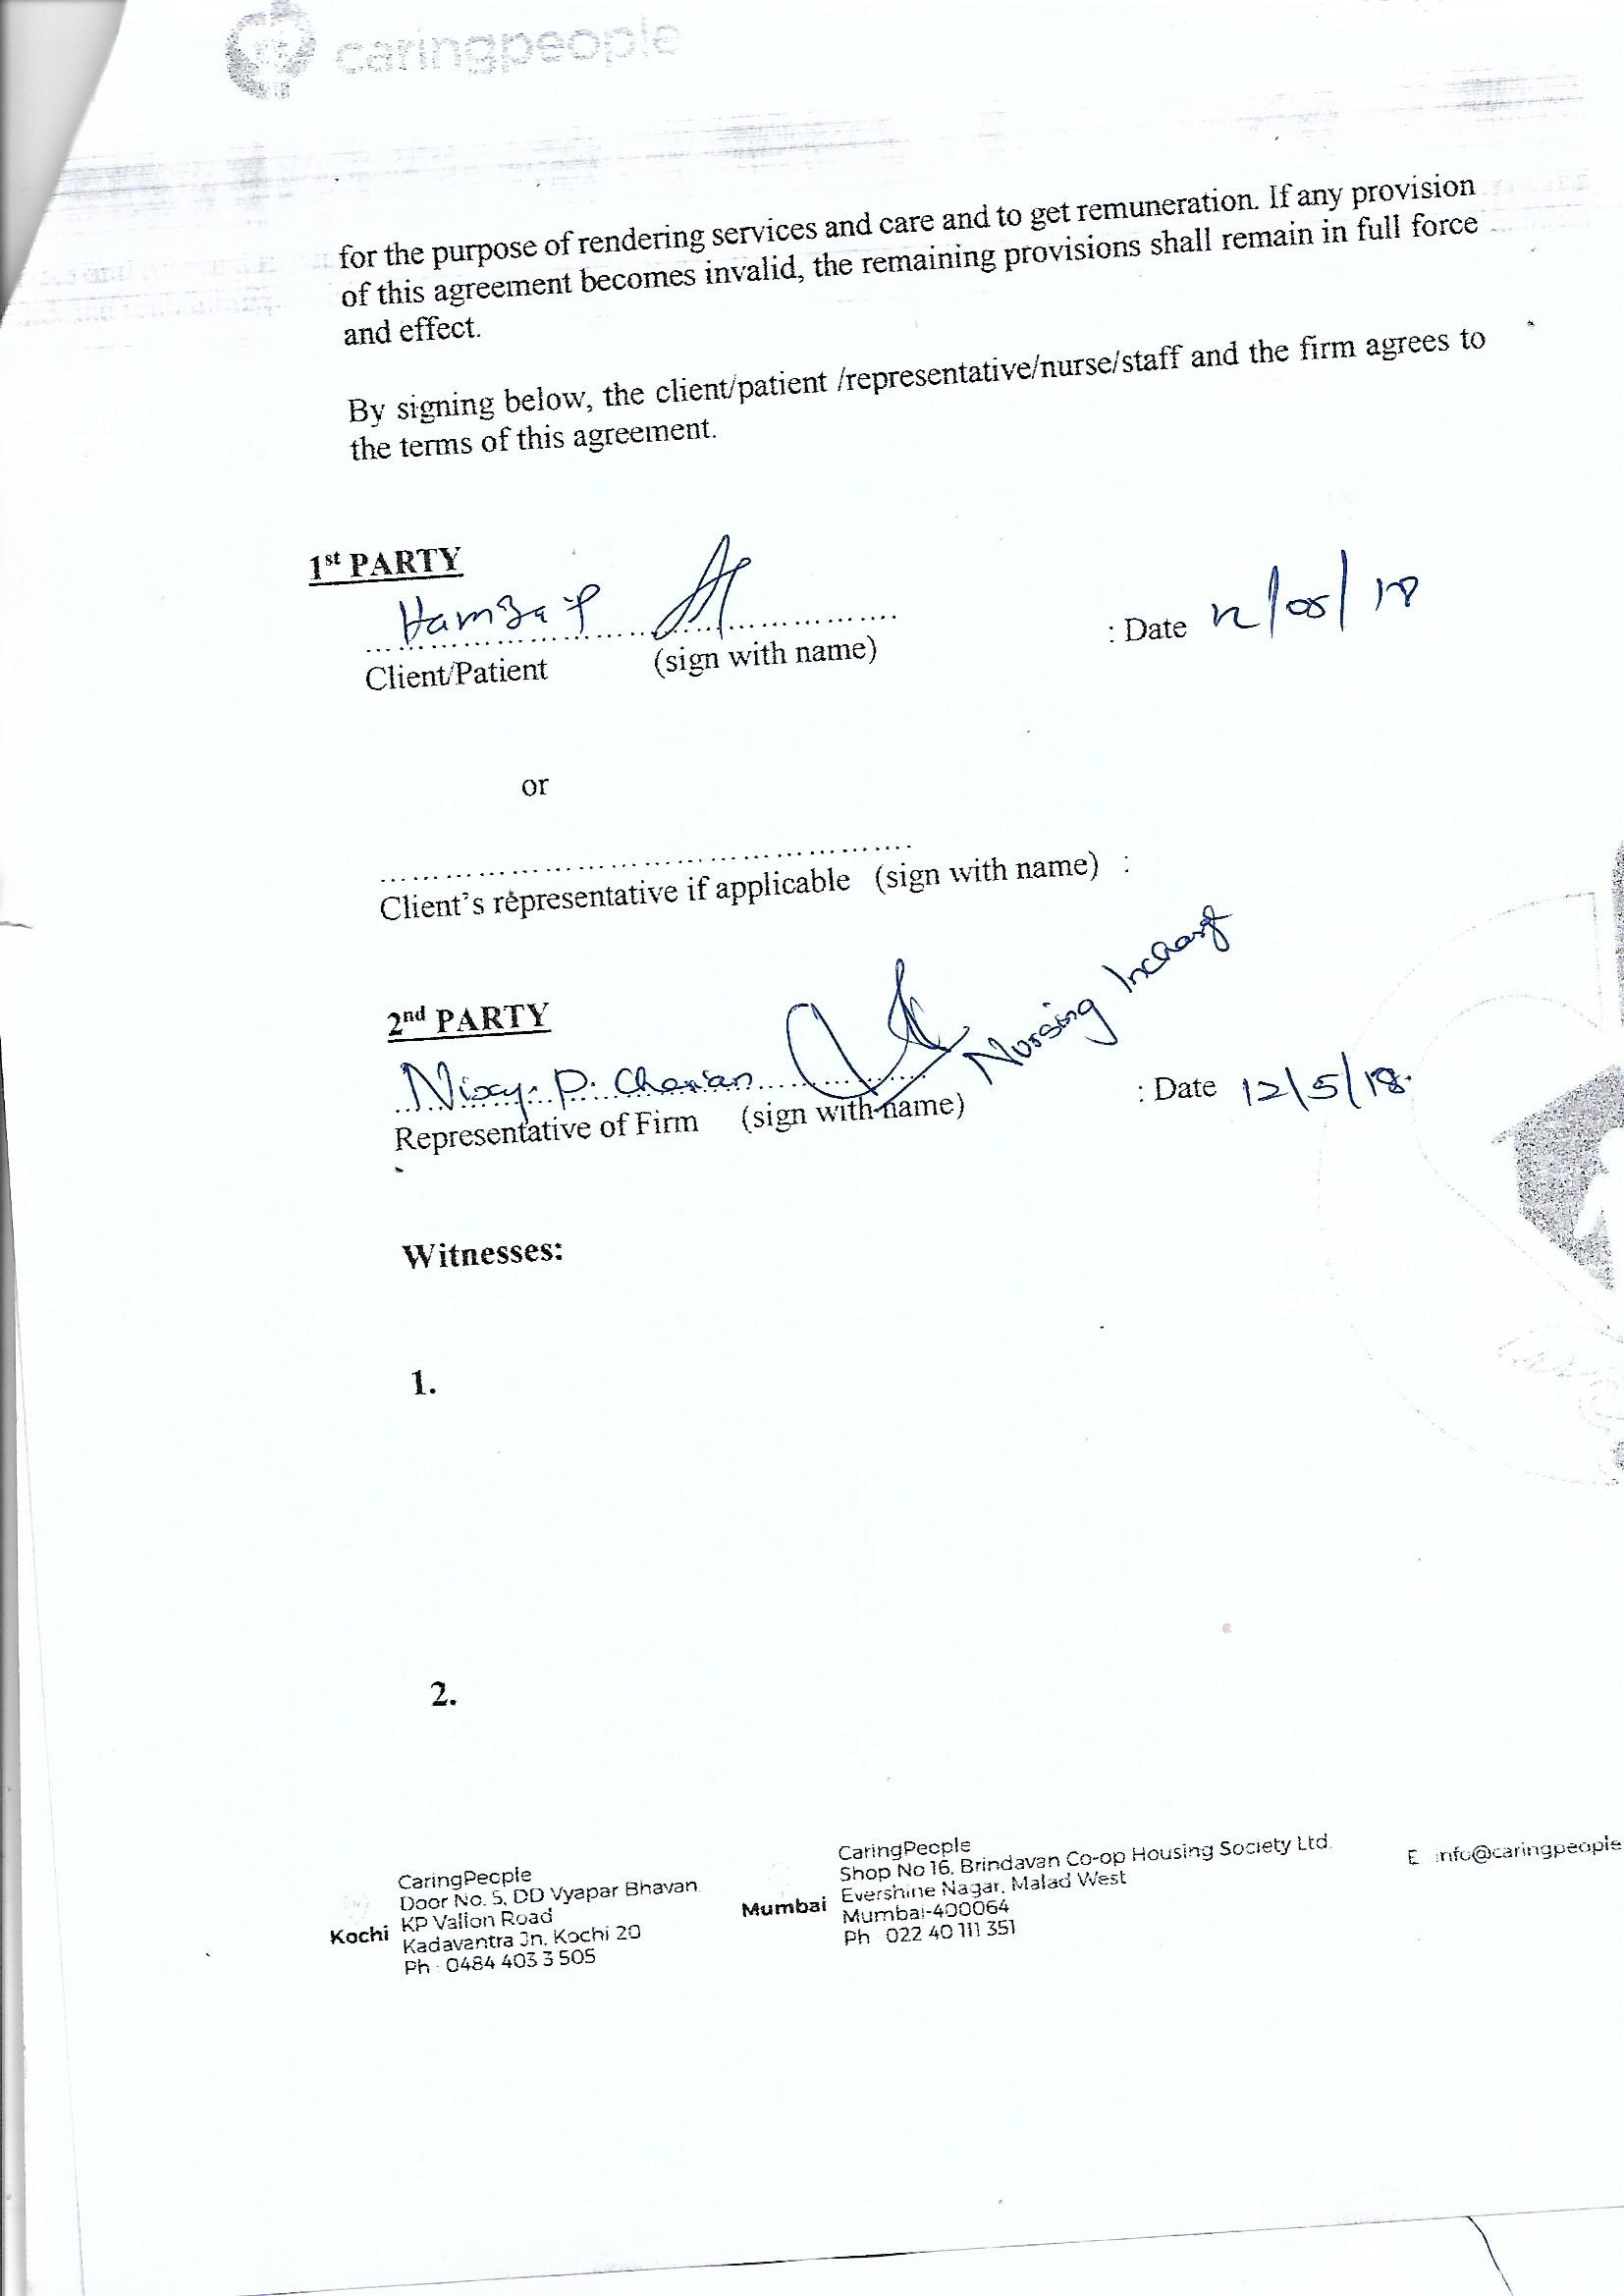 caringpeople
for the purpose of rendering services and care and to get remuneration. If any provision
of this agreement becomes invalid, the remaining provisions shall remain in full force
and effect.
By signing below, the client/patient /representative/nurse/staff and the firm agrees to
the terms of this agreement.
1st PARTY
Hamza P
: Date 12/05/18
Client/Patient (sign with name)
or
Client's representative if applicable (sign with name) :
2nd PARTY
Nixy. P. Cherian Nursing Incharge
: Date 12/5/18.
Representative of Firm (sign with name)
Witnesses:
1.
2.
Kochi
CaringPeople
Door No. 5, DD Vyapar Bhavan
KP Vallon Road
Kadavantra Jn, Kochi 20
Ph : 0484 403 3 505
Mumbai
CaringPeople
Shop No 16, Brindavan Co-op Housing Society Ltd.
Evershine Nagar, Malad West
Mumbai-400064
Ph 022 40 111 351
E info@caringpeople